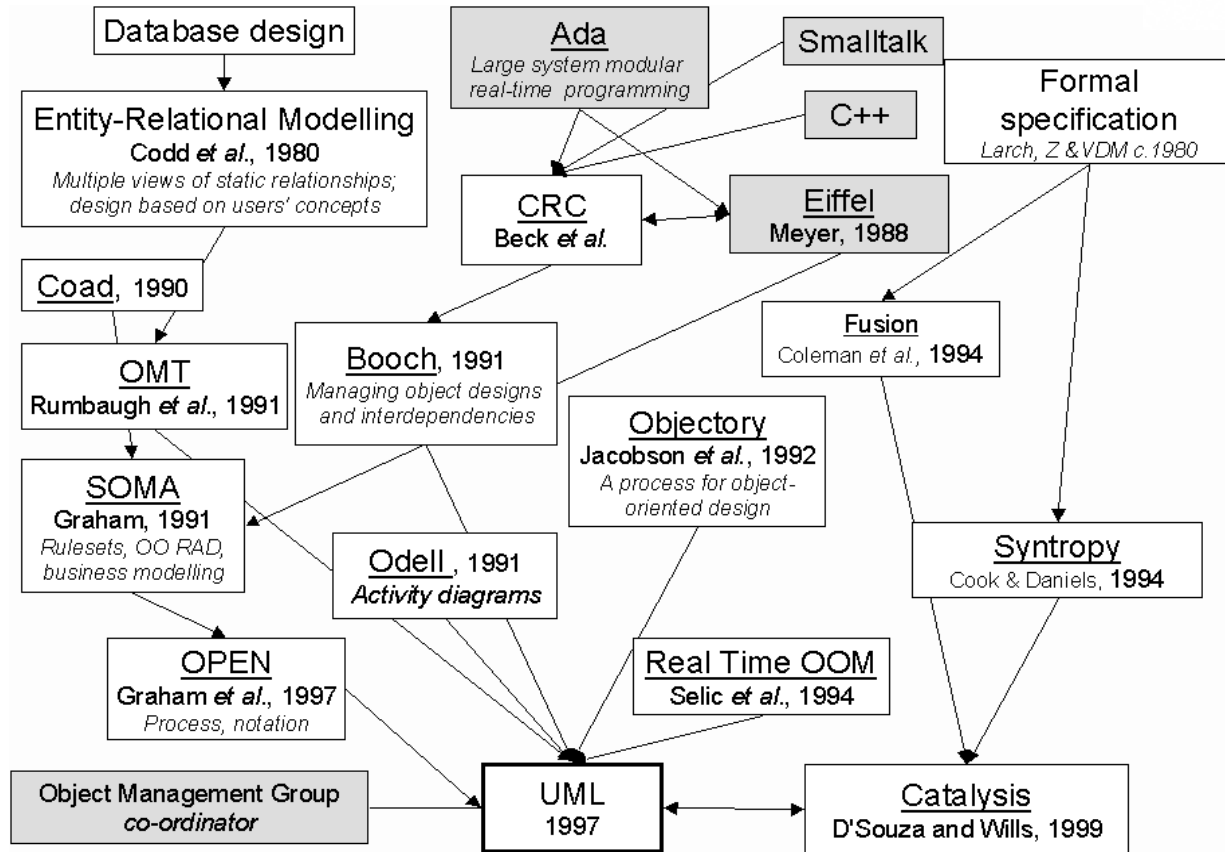 Database design
Ada
Large system modular
real-time programming
Smalltalk
C++
Formal
specification
Larch, Z &VDM c.1980
Entity-Relational Modelling
Codd et al., 1980
Multiple views of static relationships;
design based on users' concepts
CRC
Beck et al.
Eiffel
Meyer, 1988
Coad, 1990
OMT
Rumbaugh et al., 1991
Booch, 1991
Managing object designs
and interdependencies
Fusion
Coleman et al., 1994
Objectory
Jacobson et al., 1992
A process for object-
oriented design
SOMA
Graham, 1991
Rulesets, OO RAD,
business modelling
Odell , 1991
Activity diagrams
Syntropy
Cook & Daniels, 1994
OPEN
Graham et al., 1997
Process, notation
Real Time OOM
Selic et al., 1994
Object Management Group
co-ordinator
UML
1997
Catalysis
D'Souza and Wills, 1999